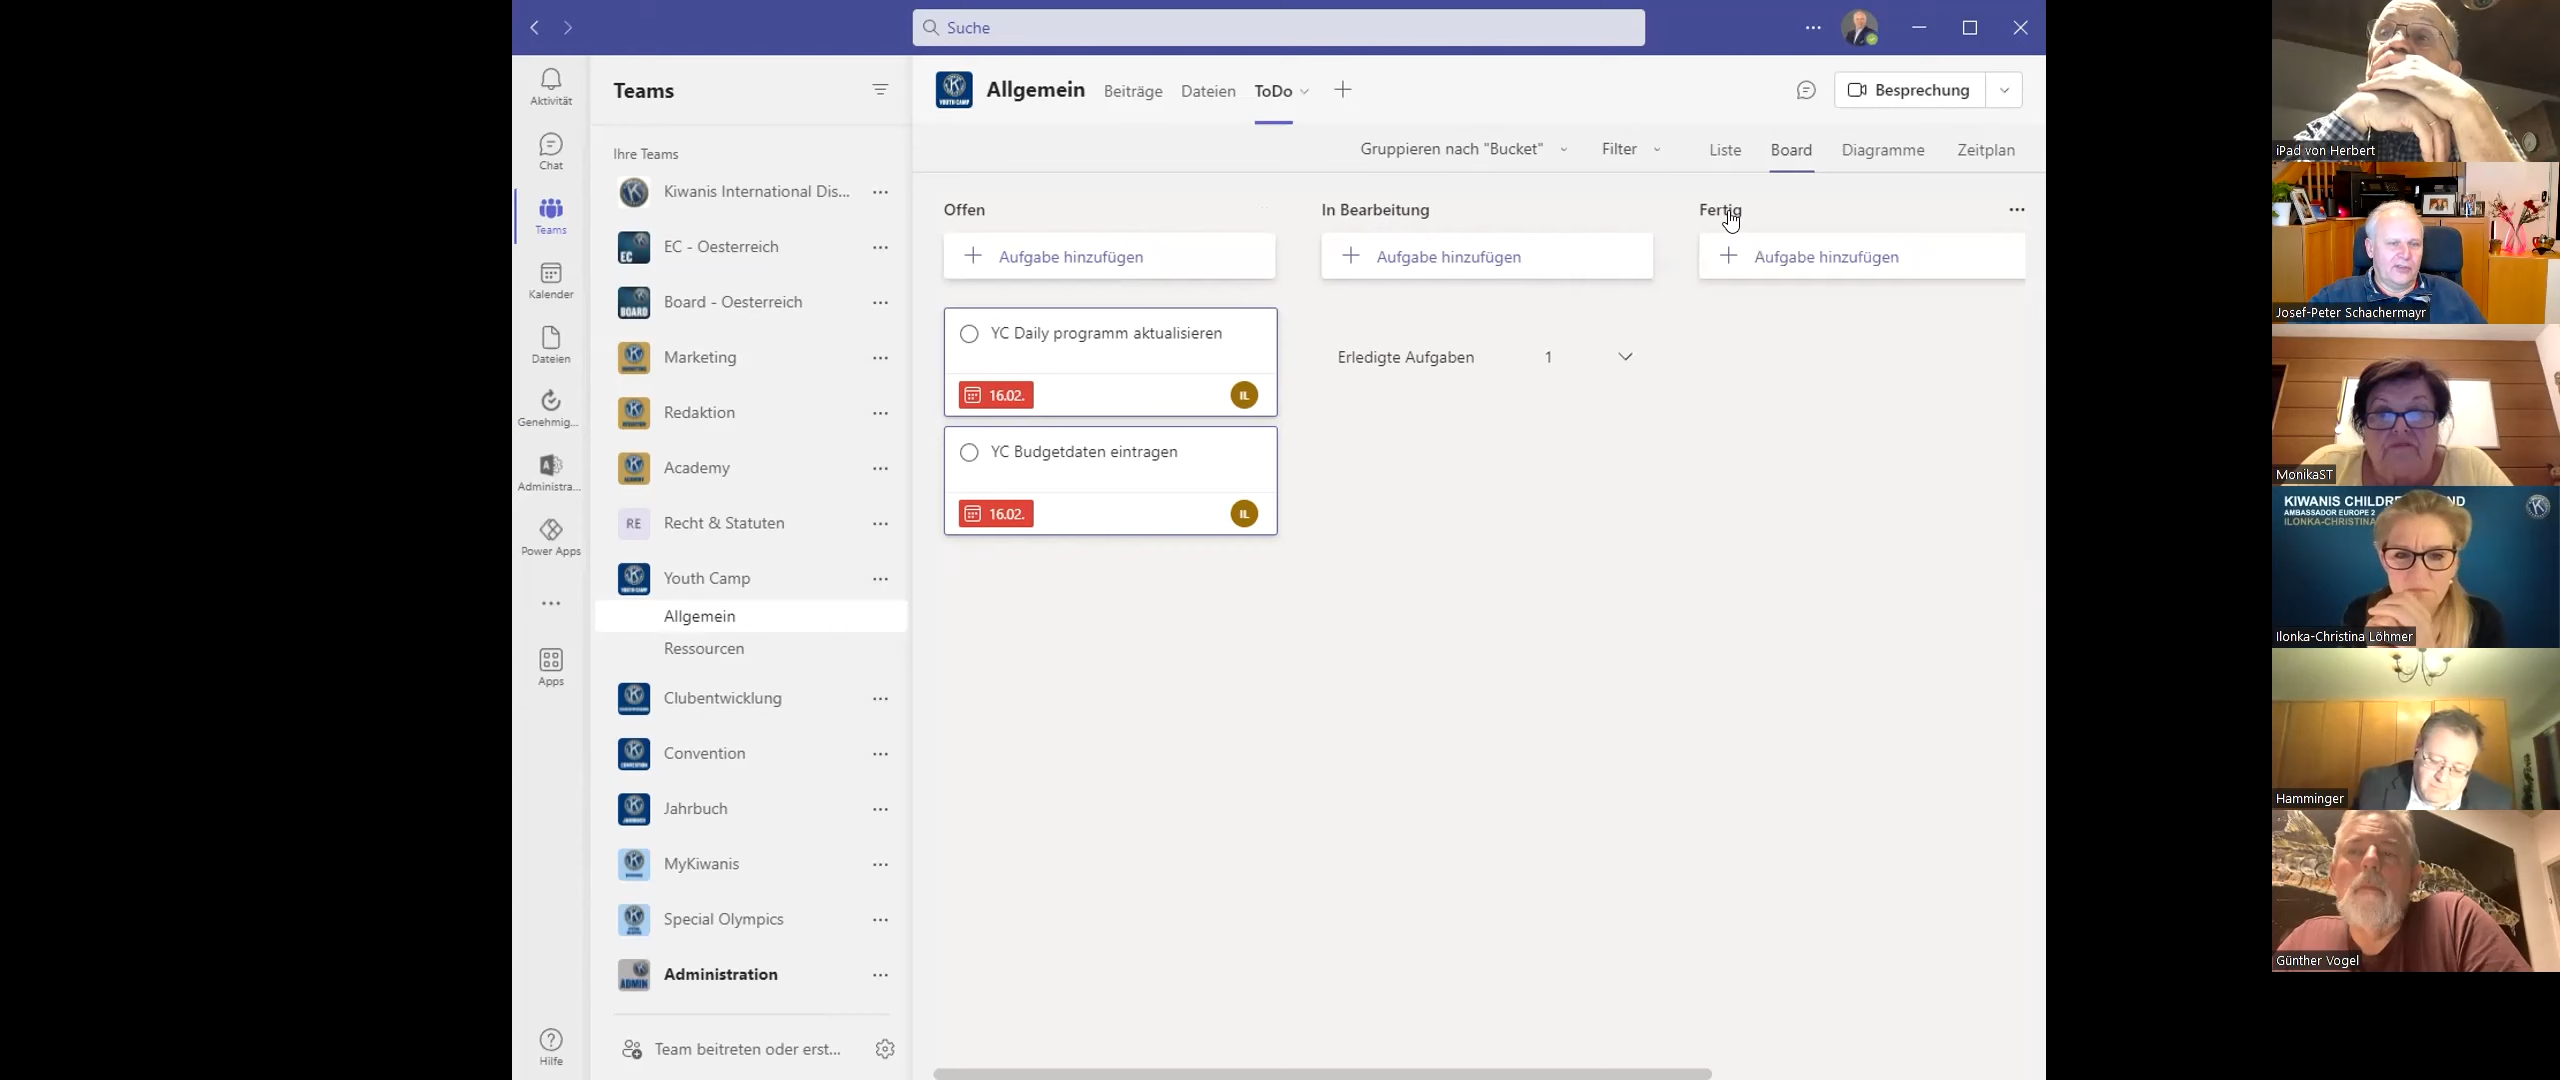 Suche
Aktivität
Chat
Teams
Kalender
Dateien
Genehmig...
Administra...
Power Apps
Apps
Hilfe
Teams
Ihre Teams
Kiwanis International Dis...
EC - Oesterreich
EC
Board - Oesterreich
BOARD
Marketing
Redaktion
Academy
RE
Recht & Statuten
Youth Camp
Allgemein
Ressourcen
Clubentwicklung
Convention
Jahrbuch
MyKiwanis
Special Olympics
Administration
ADMIN
Team beitreten oder erst...
YOUTH CAMP
Allgemein
Beiträge
Dateien
ToDo
Besprechung
Gruppieren nach "Bucket"
Filter
Liste
Board
Diagramme
Zeitplan
Offen
Aufgabe hinzufügen
YC Daily programm aktualisieren
16.02.
IL
YC Budgetdaten eintragen
16.02.
IL
In Bearbeitung
Aufgabe hinzufügen
Erledigte Aufgaben 1
Fertig
Aufgabe hinzufügen
iPad von Herbert
Josef-Peter Schachermayr
MonikaST
KIWANIS
AMBASSADOR EUROPE 2
ILONKA-CHRISTINA
Ilonka-Christina Löhmer
Hamminger
Günther Vogel